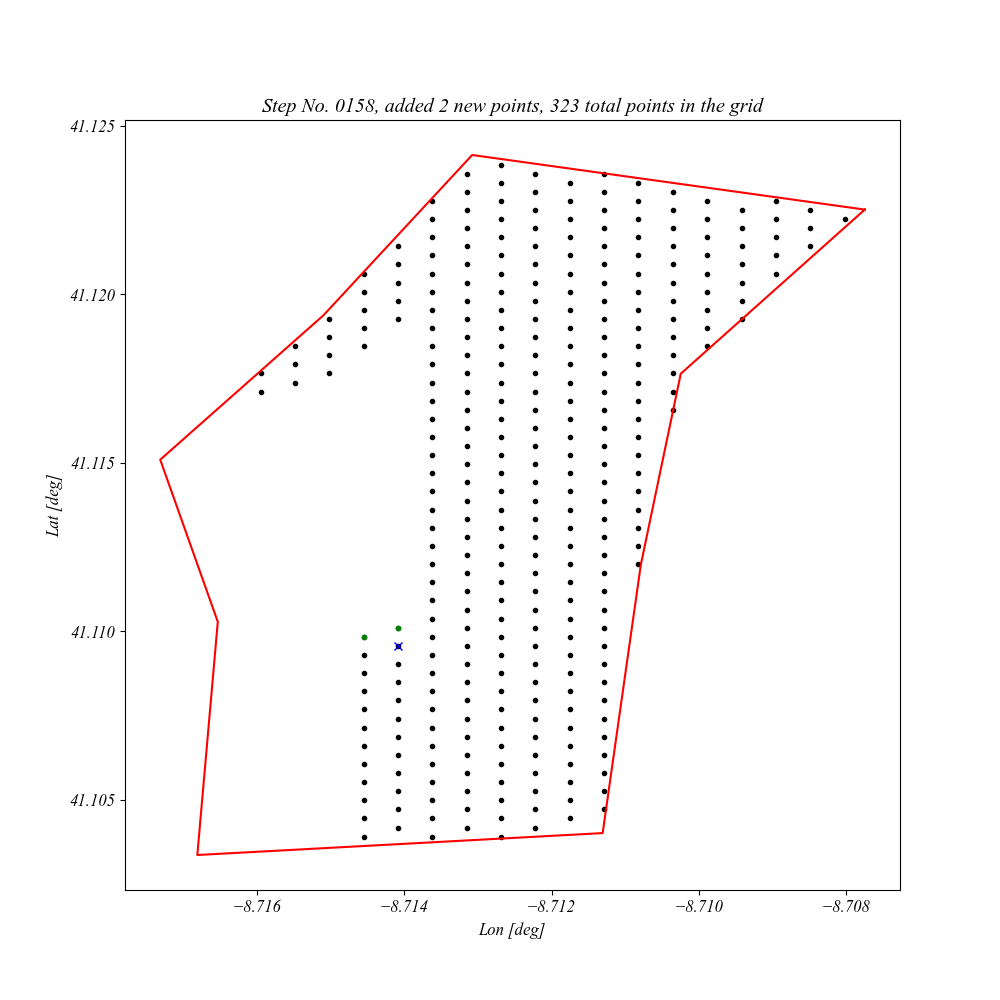 Step No. 0158, added 2 new points, 323 total points in the grid
41.125
41.120
41.115
41.110
41.105
Lat [deg]
−8.716 −8.714 −8.712 −8.710 −8.708
Lon [deg]